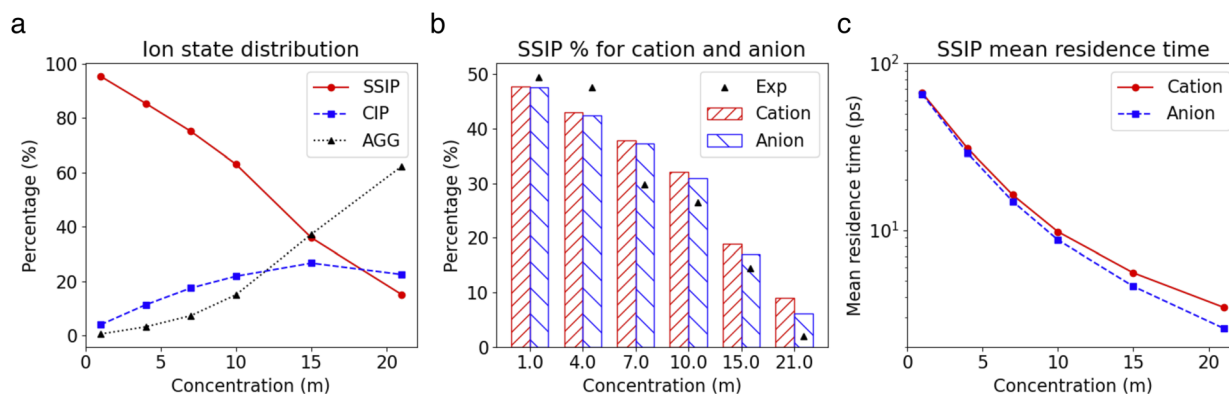 a
Ion state distribution
100
80
60
40
20
0
Percentage (%)
SSIP
CIP
AGG
0
5
10
15
20
Concentration (m)
b
SSIP % for cation and anion
50
40
30
20
10
0
Percentage (%)
Exp
Cation
Anion
1.0
4.0
7.0
10.0
15.0
21.0
Concentration (m)
c
SSIP mean residence time
10²
10¹
Mean residence time (ps)
Cation
Anion
0
5
10
15
20
Concentration (m)